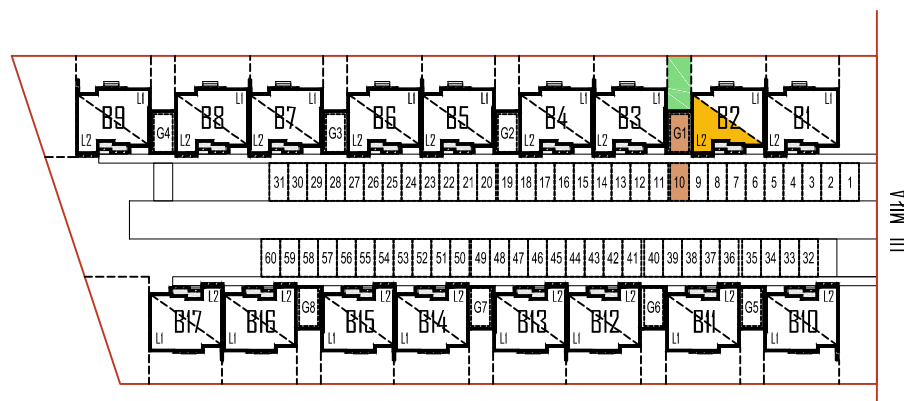 B9 L1 L2 G4 B8 L1 L2 B7 L1 L2 G3 B6 L1 L2 B5 L1 L2 G2 B4 L1 L2 B3 L1 L2 G1 B2 L1 L2 B1 L1 L2
31 30 29 28 27 26 25 24 23 22 21 20 19 18 17 16 15 14 13 12 11 10 9 8 7 6 5 4 3 2 1
UL. MIŁA
60 59 58 57 56 55 54 53 52 51 50 49 48 47 46 45 44 43 42 41 40 39 38 37 36 35 34 33 32
B17 L2 L1 B16 L2 L1 G8 B15 L2 L1 B14 L2 L1 G7 B13 L2 L1 B12 L2 L1 G6 B11 L2 L1 G5 B10 L2 L1